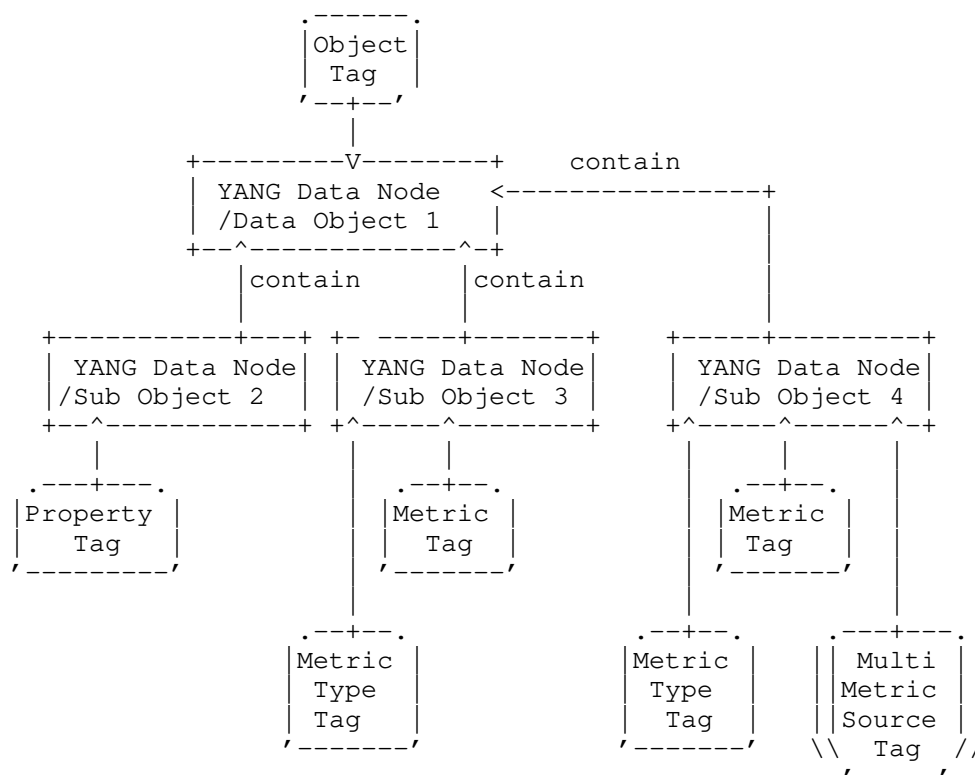 Object
Tag
contain
YANG Data Node
/Data Object 1
contain contain
YANG Data Node YANG Data Node YANG Data Node
/Sub Object 2 /Sub Object 3 /Sub Object 4
Property Metric Metric
Tag Tag Tag
Metric Metric Multi
Type Type Metric
Tag Tag Source
Tag